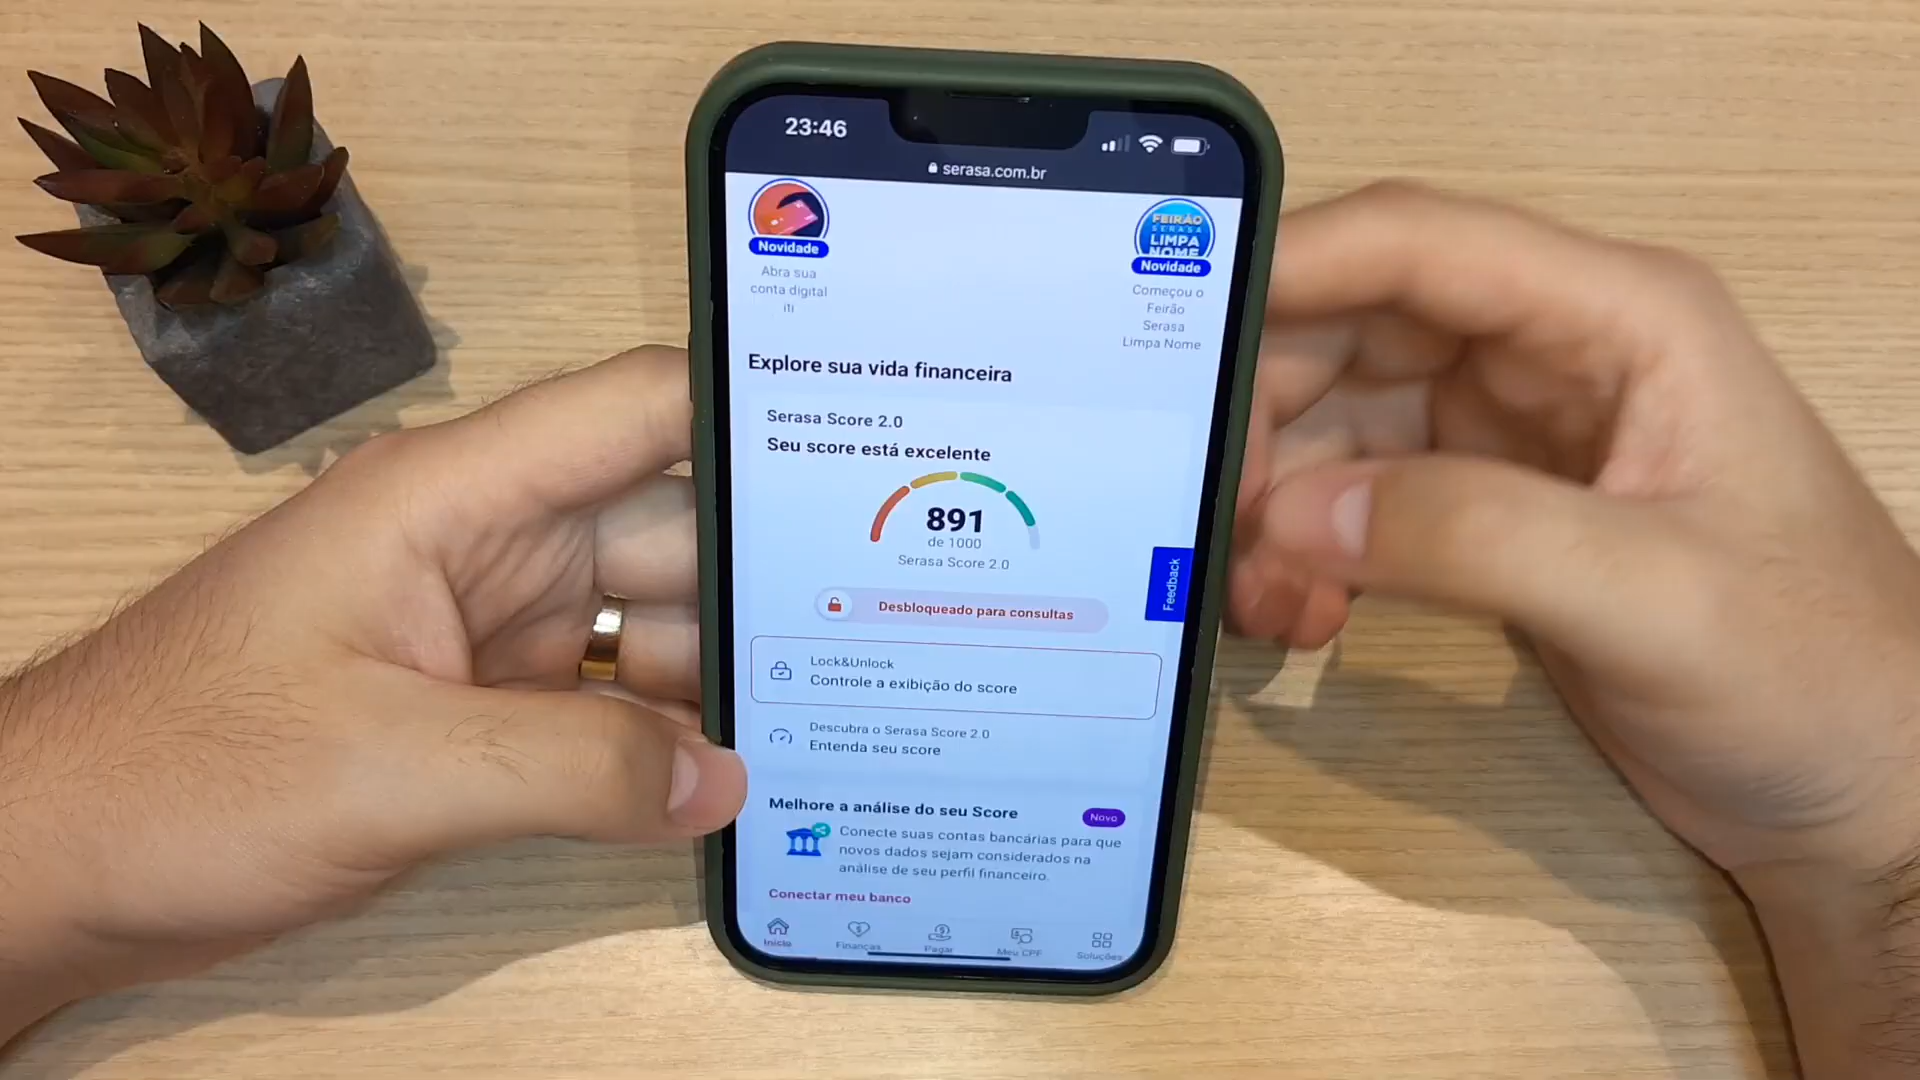 23:46
serasa.com.br
Novidade
Abra sua
conta digital
iti
FEIRÃO
SERASA
LIMPA
NOME
Novidade
Começou o
Feirão
Serasa
Limpa Nome
Explore sua vida financeira
Serasa Score 2.0
Seu score está excelente
891
de 1000
Serasa Score 2.0
Feedback
Desbloqueado para consultas
Lock&Unlock
Controle a exibição do score
Descubra o Serasa Score 2.0
Entenda seu score
Melhore a análise do seu Score
Novo
Conecte suas contas bancárias para que
novos dados sejam considerados na
análise de seu perfil financeiro.
Conectar meu banco
Início
Finanças
Pagar
Meu CPF
Soluções